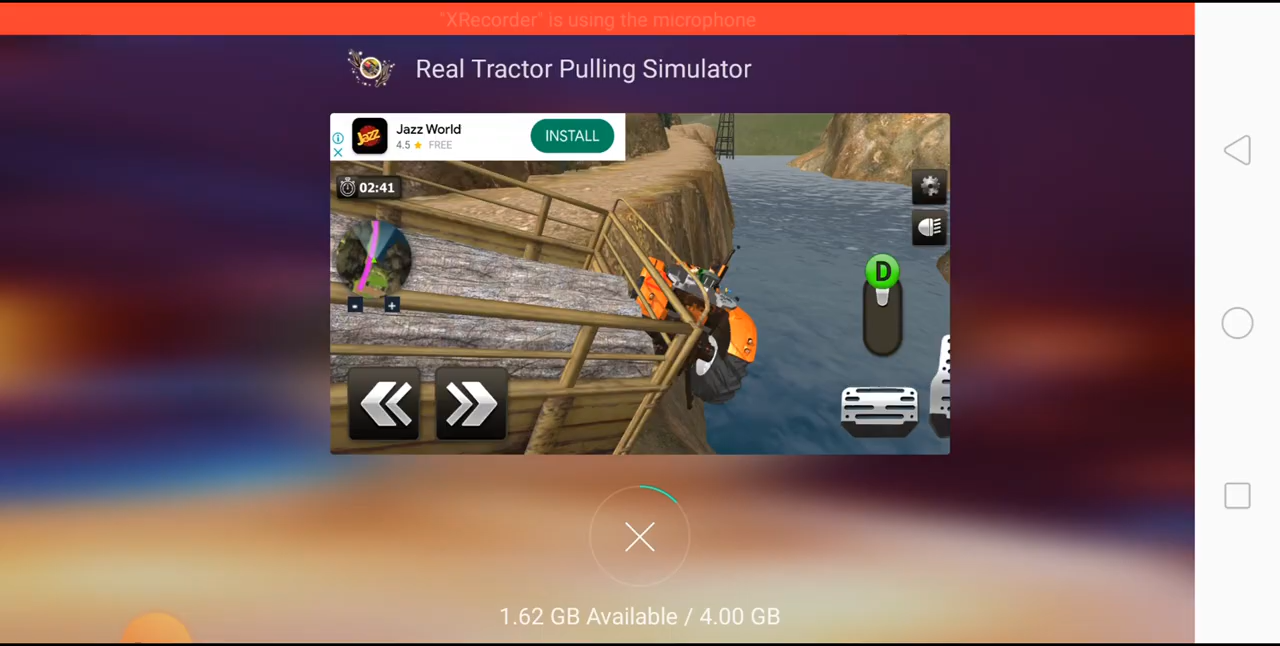 "XRecorder" is using the microphone
Real Tractor Pulling Simulator
Jazz
Jazz World
4.5 ★ FREE
INSTALL
02:41
D
- +
1.62 GB Available / 4.00 GB